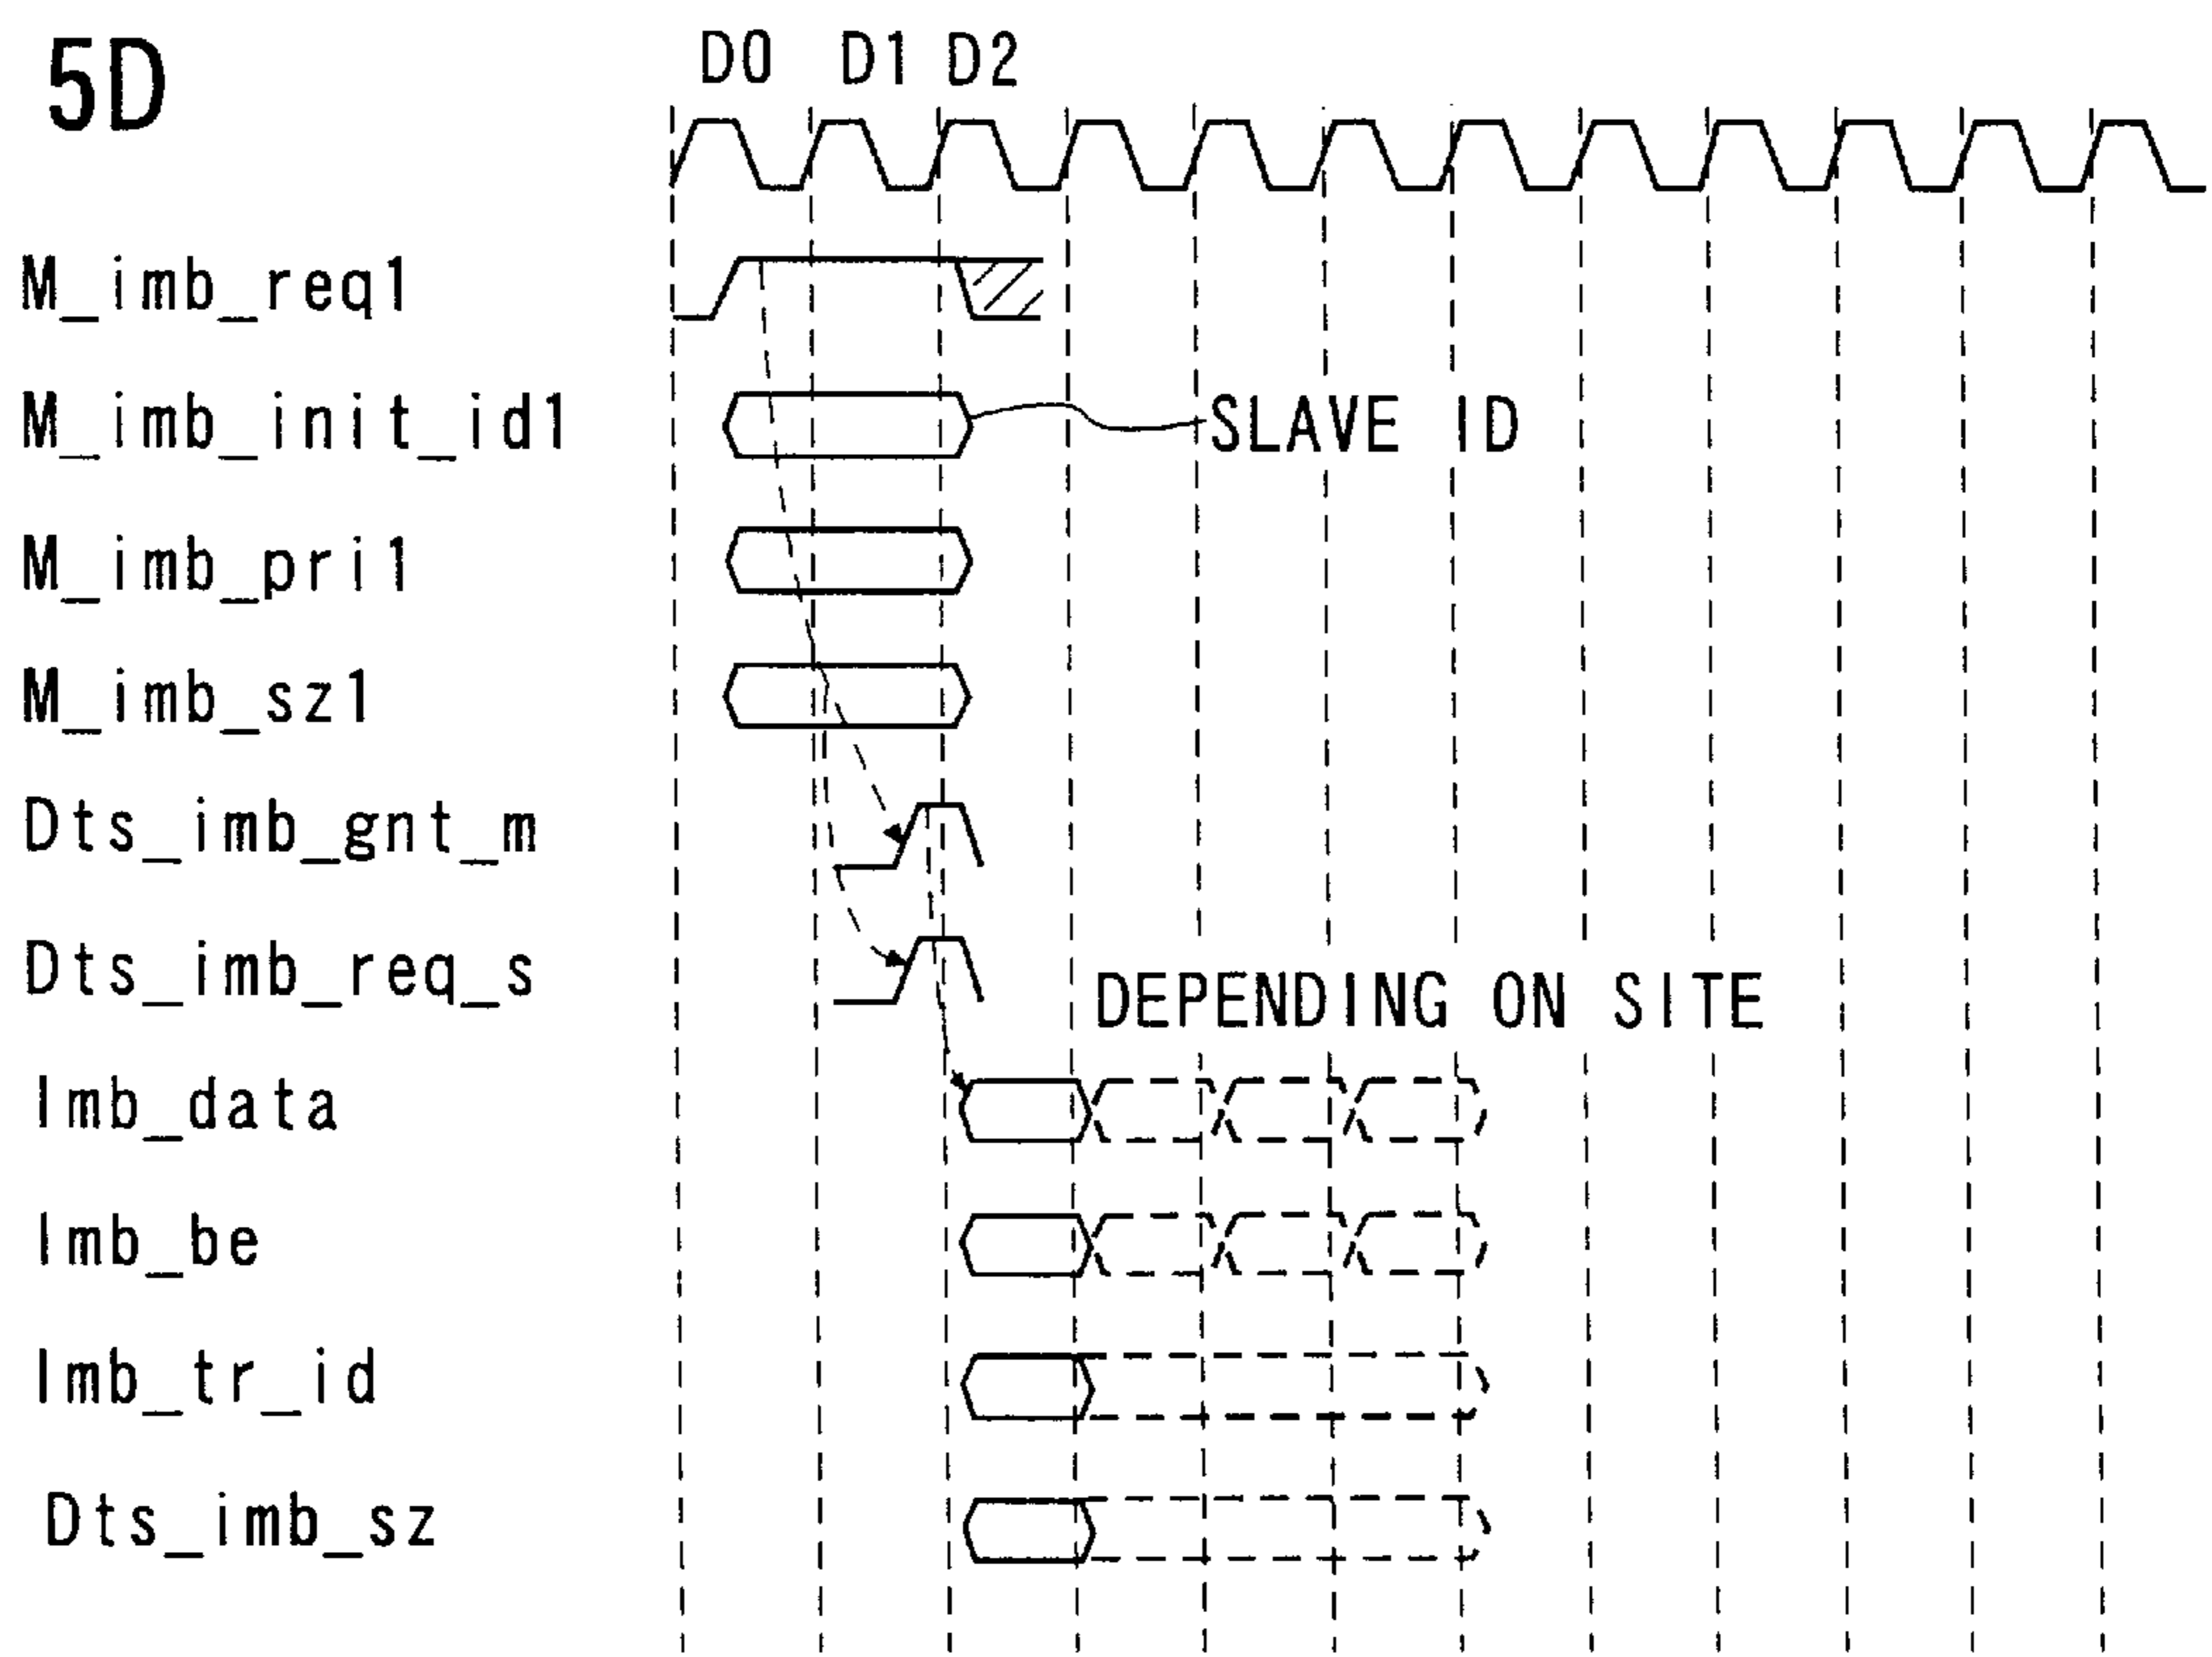 5D
D0 D1 D2
M_imb_req1
M_imb_init_id1
SLAVE ID
M_imb_pri1
M_imb_sz1
Dts_imb_gnt_m
Dts_imb_req_s
DEPENDING ON SITE
Imb_data
Imb_be
Imb_tr_id
Dts_imb_sz